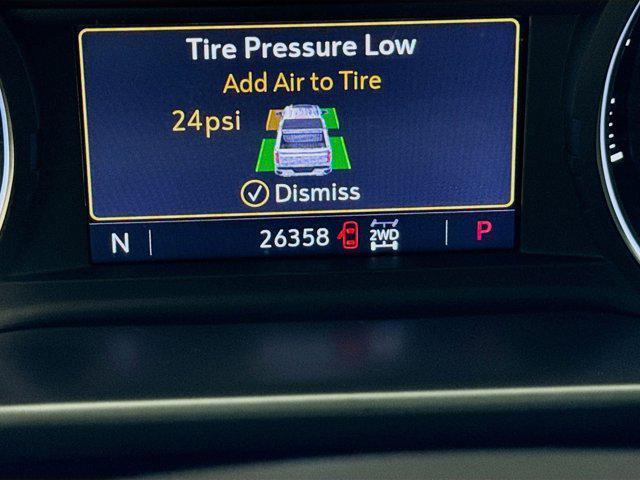 Tire Pressure Low
Add Air to Tire
24psi
Dismiss
N 26358 2WD P